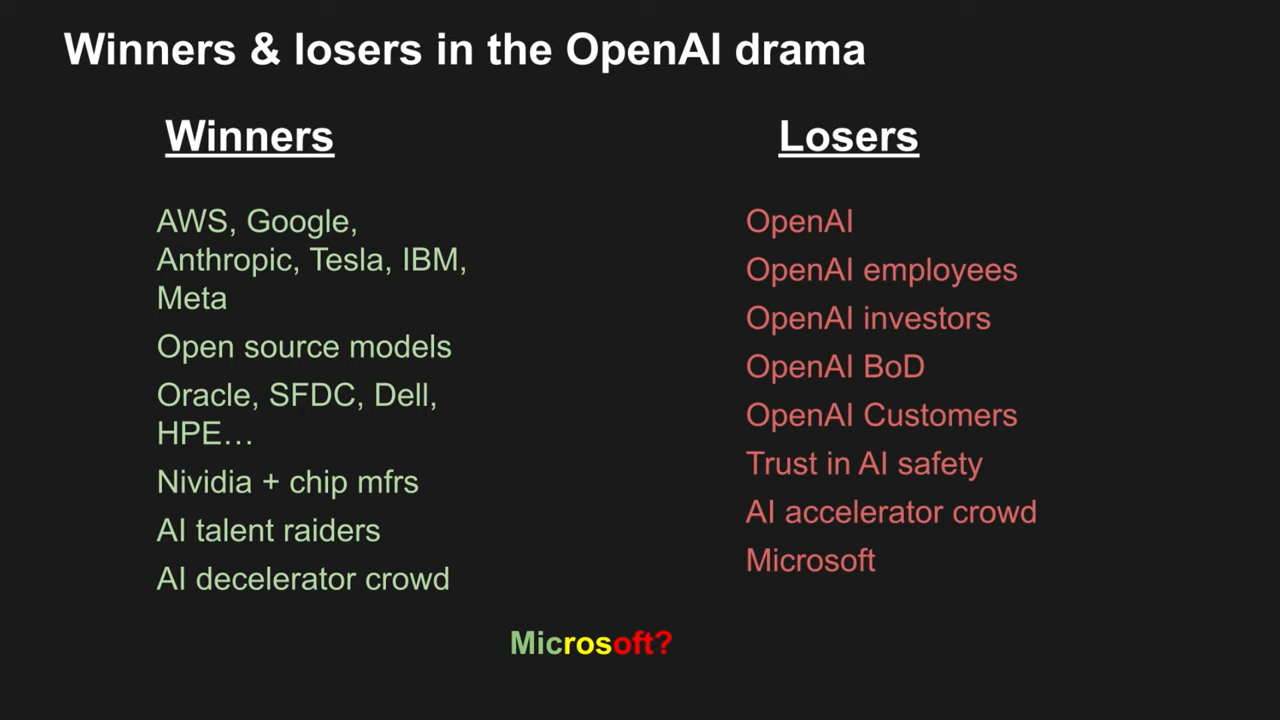 Winners & losers in the OpenAI drama
Winners
AWS, Google,
Anthropic, Tesla, IBM,
Meta
Open source models
Oracle, SFDC, Dell,
HPE…
Nividia + chip mfrs
AI talent raiders
AI decelerator crowd
Losers
OpenAI
OpenAI employees
OpenAI investors
OpenAI BoD
OpenAI Customers
Trust in AI safety
AI accelerator crowd
Microsoft
Microsoft?